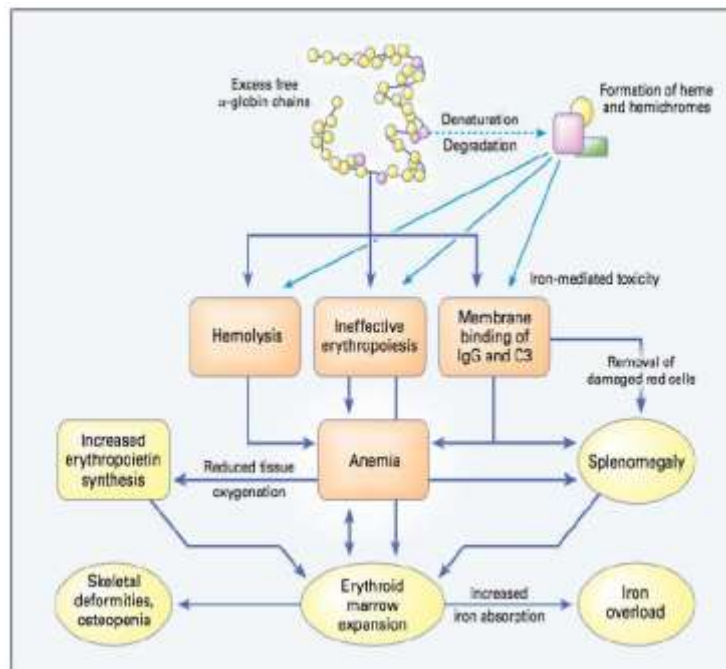 Excess free
α-globin chains
Denaturation
Degradation
Formation of heme
and hemichromes
Iron-mediated toxicity
Hemolysis
Ineffective
erythropoiesis
Membrane
binding of
IgG and C3
Removal of
damaged red cells
Increased
erythropoietin
synthesis
Reduced tissue
oxygenation
Anemia
Splenomegaly
Skeletal
deformities,
osteopenia
Erythroid
marrow
expansion
Increased
iron absorption
Iron
overload